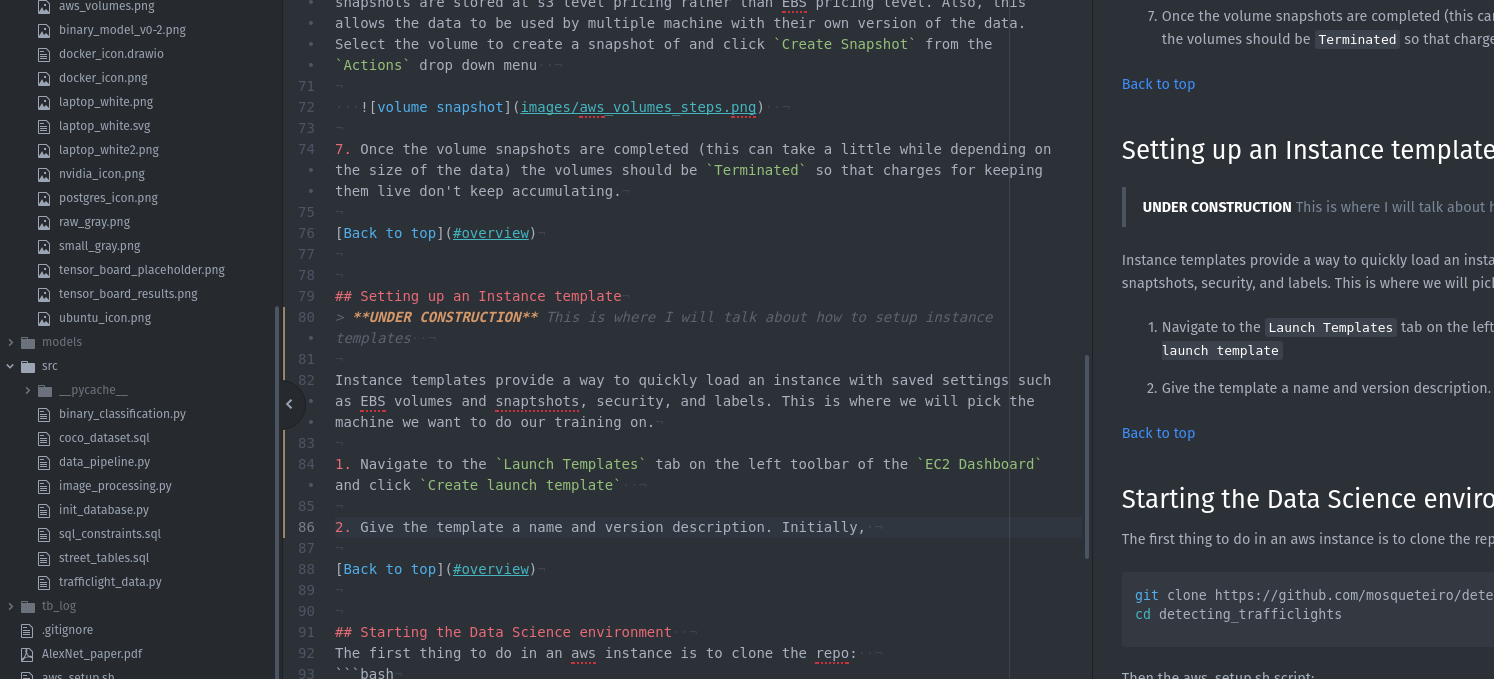 aws_volumes.png
binary_model_v0-2.png
docker_icon.drawio
docker_icon.png
laptop_white.png
laptop_white.svg
laptop_white2.png
nvidia_icon.png
postgres_icon.png
raw_gray.png
small_gray.png
tensor_board_placeholder.png
tensor_board_results.png
ubuntu_icon.png
models
src
__pycache__
binary_classification.py
coco_dataset.sql
data_pipeline.py
image_processing.py
init_database.py
sql_constraints.sql
street_tables.sql
trafficlight_data.py
tb_log
.gitignore
AlexNet_paper.pdf
aws_setup.sh
snapshots are stored at s3 level pricing rather than EBS pricing level. Also, this
allows the data to be used by multiple machine with their own version of the data.
Select the volume to create a snapshot of and click `Create Snapshot` from the
`Actions` drop down menu
71
72 ![volume snapshot](images/aws_volumes_steps.png)
73
74 7. Once the volume snapshots are completed (this can take a little while depending on
the size of the data) the volumes should be `Terminated` so that charges for keeping
them live don't keep accumulating.
75
76 [Back to top](#overview)
77
78
79 ## Setting up an Instance template
80 > **UNDER CONSTRUCTION** This is where I will talk about how to setup instance
templates
81
82 Instance templates provide a way to quickly load an instance with saved settings such
as EBS volumes and snaptshots, security, and labels. This is where we will pick the
machine we want to do our training on.
83
84 1. Navigate to the `Launch Templates` tab on the left toolbar of the `EC2 Dashboard`
and click `Create launch template`
85
86 2. Give the template a name and version description. Initially,
87
88 [Back to top](#overview)
89
90
91 ## Starting the Data Science environment
92 The first thing to do in an aws instance is to clone the repo:
93 ```bash
7. Once the volume snapshots are completed (this ca
the volumes should be Terminated so that charge
Back to top
Setting up an Instance template
UNDER CONSTRUCTION This is where I will talk about h
Instance templates provide a way to quickly load an insta
snaptshots, security, and labels. This is where we will pick
1. Navigate to the Launch Templates tab on the left
launch template
2. Give the template a name and version description.
Back to top
Starting the Data Science enviro
The first thing to do in an aws instance is to clone the rep
git clone https://github.com/mosqueteiro/dete
cd detecting_trafficlights
Then the aws_setup.sh script: